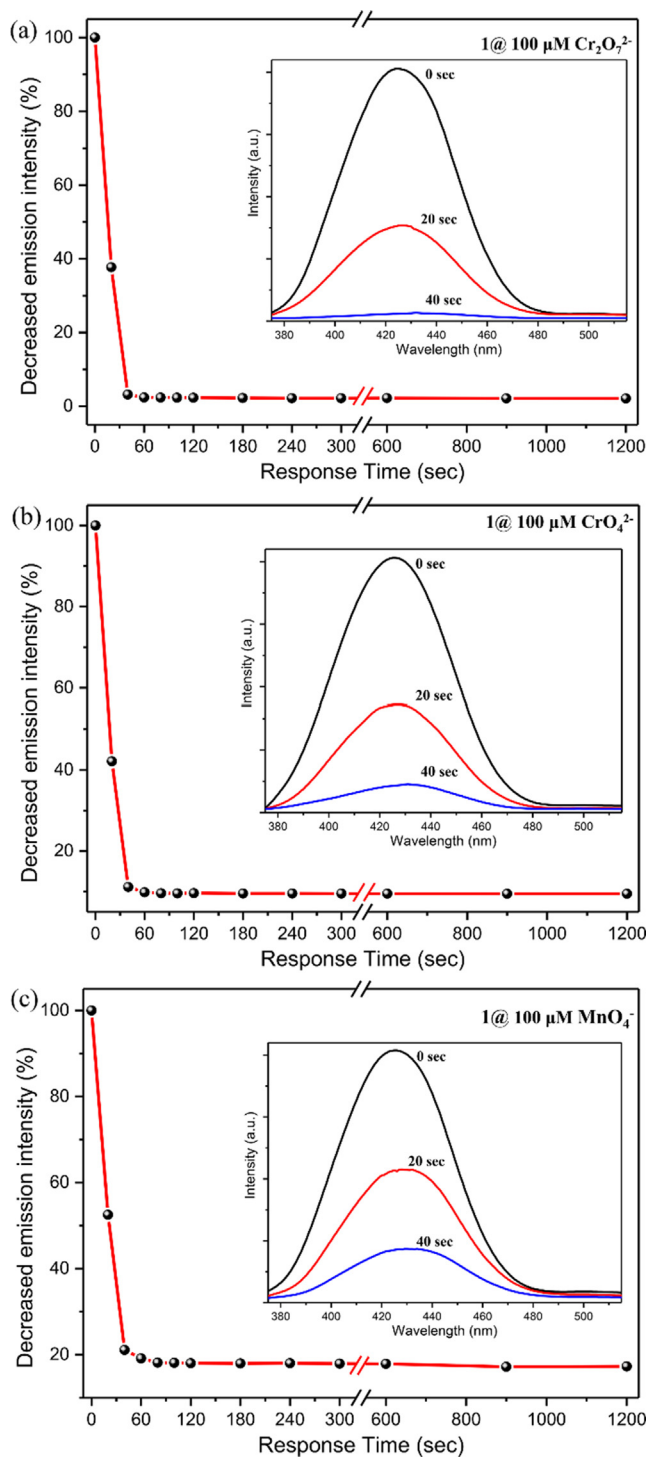 (a)
1@ 100 μM Cr₂O₇²⁻
Decreased emission intensity (%)
100
80
60
40
20
0
Intensity (a.u.)
0 sec
20 sec
40 sec
380 400 420 440 460 480 500
Wavelength (nm)
0 60 120 180 240 300 600 800 1000 1200
Response Time (sec)
(b)
1@ 100 μM CrO₄²⁻
Decreased emission intensity (%)
100
80
60
40
20
Intensity (a.u.)
0 sec
20 sec
40 sec
380 400 420 440 460 480 500
Wavelength (nm)
0 60 120 180 240 300 600 800 1000 1200
Response Time (sec)
(c)
1@ 100 μM MnO₄⁻
Decreased emission intensity (%)
100
80
60
40
20
Intensity (a.u.)
0 sec
20 sec
40 sec
380 400 420 440 460 480 500
Wavelength (nm)
0 60 120 180 240 300 600 800 1000 1200
Response Time (sec)